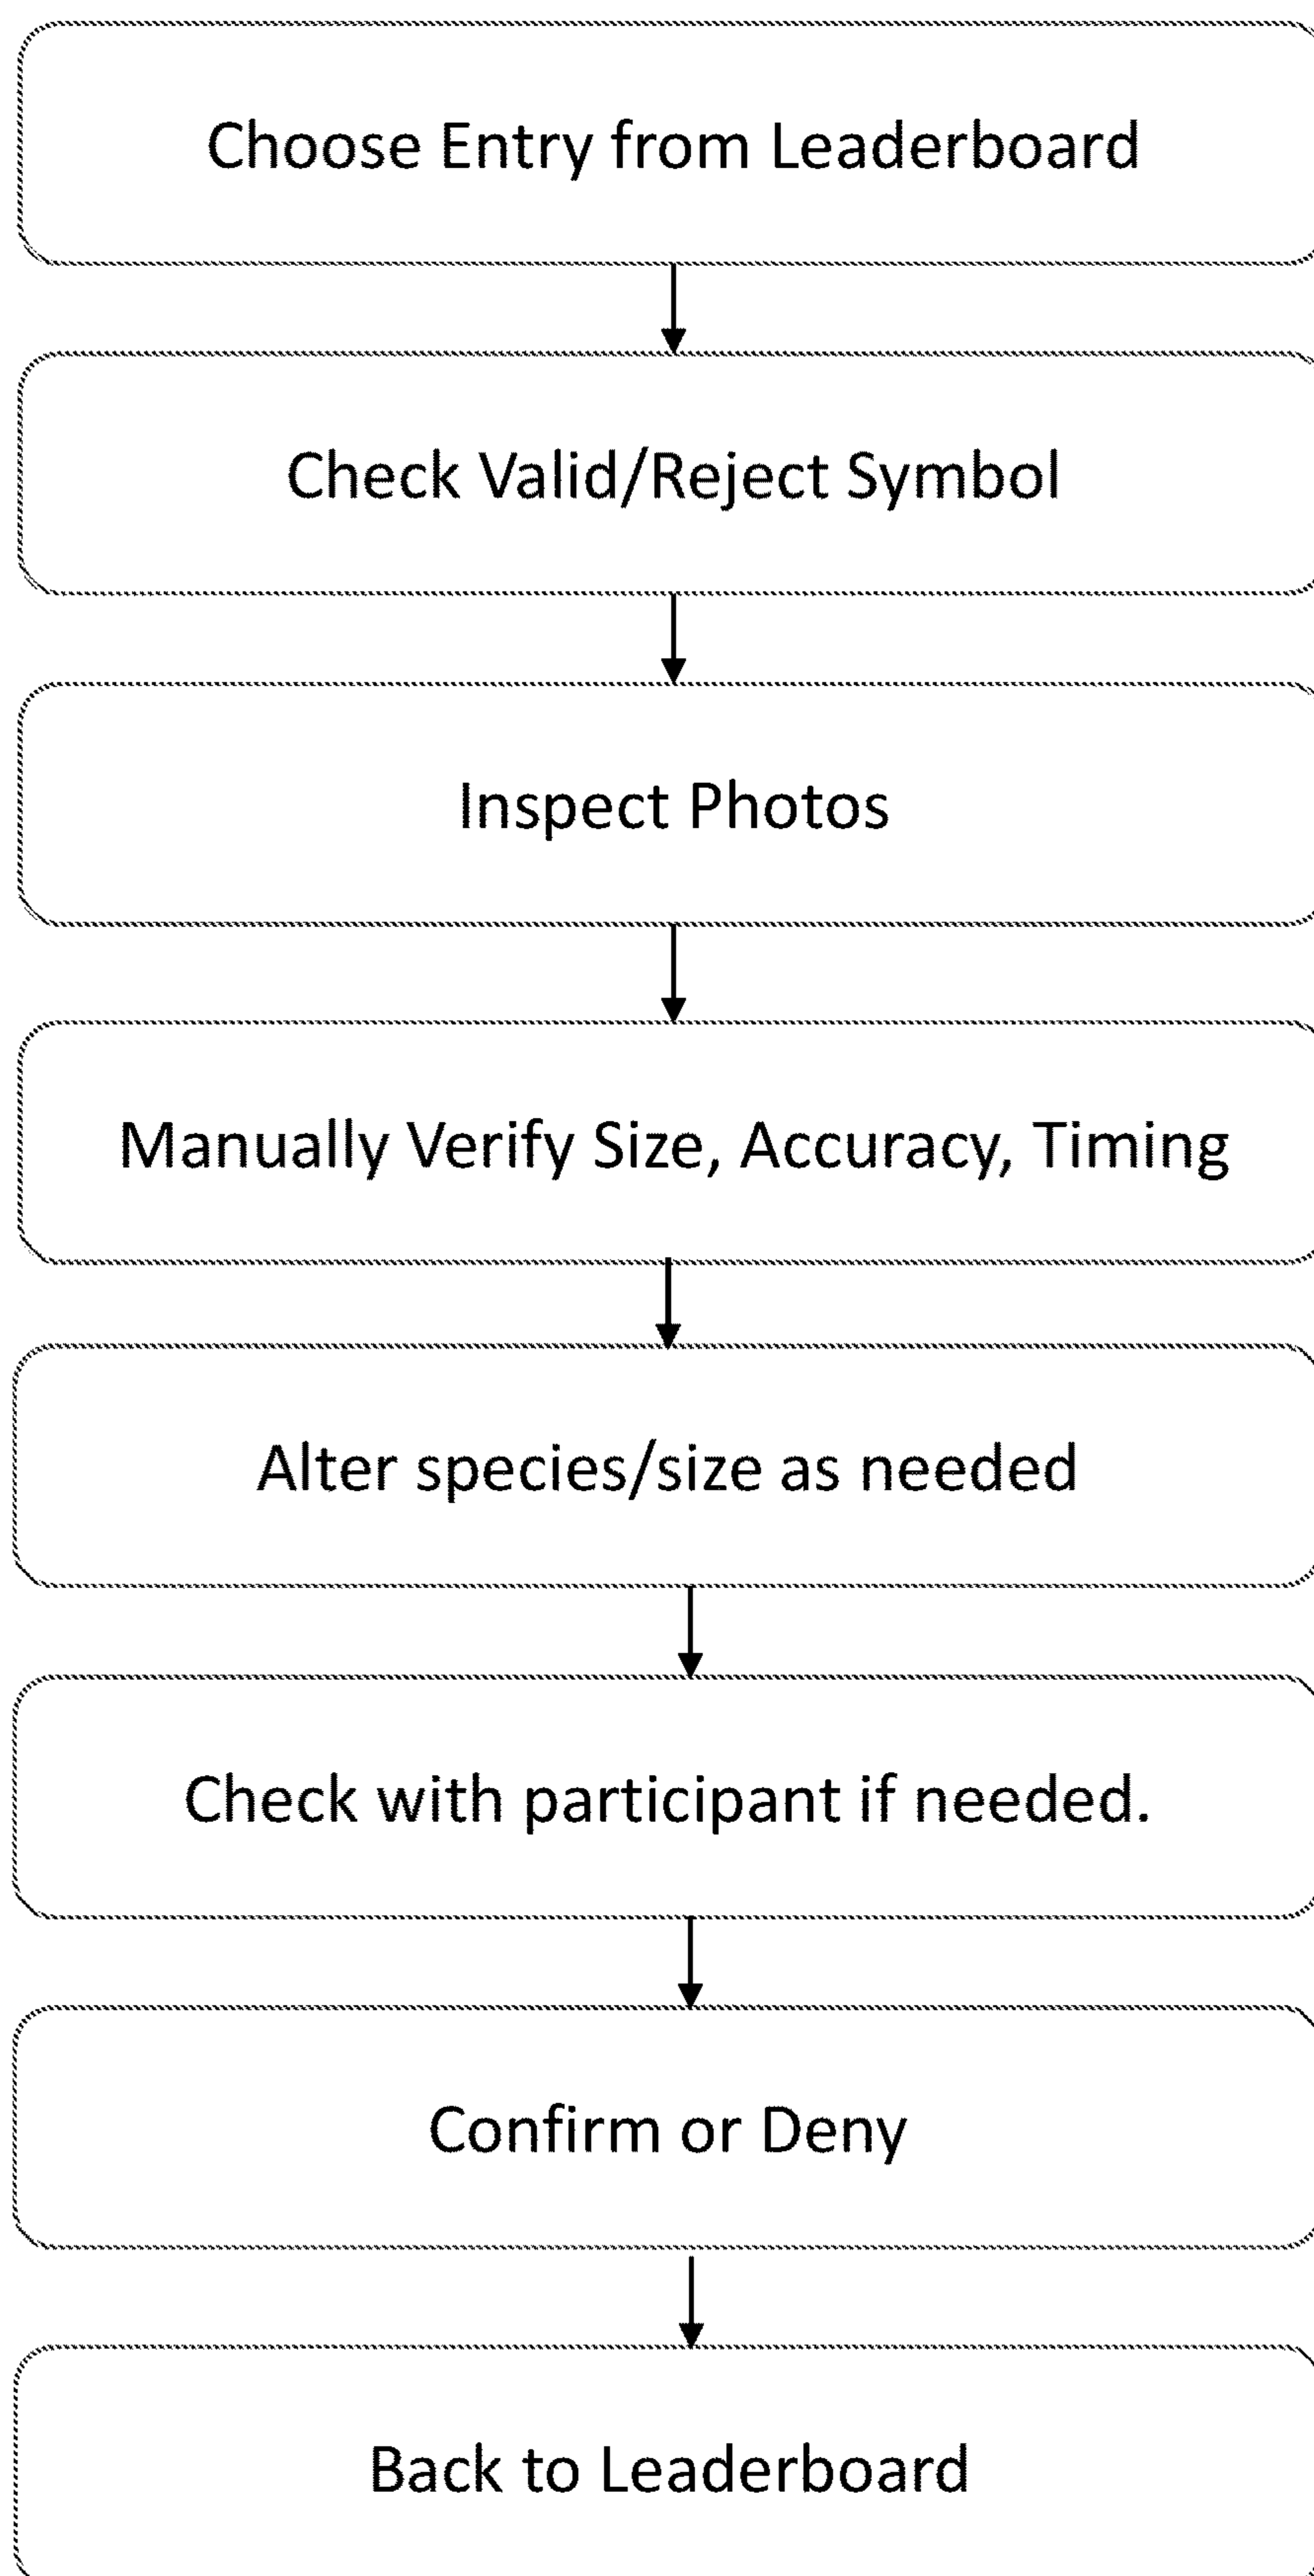 Choose Entry from Leaderboard
Check Valid/Reject Symbol
Inspect Photos
Manually Verify Size, Accuracy, Timing
Alter species/size as needed
Check with participant if needed.
Confirm or Deny
Back to Leaderboard